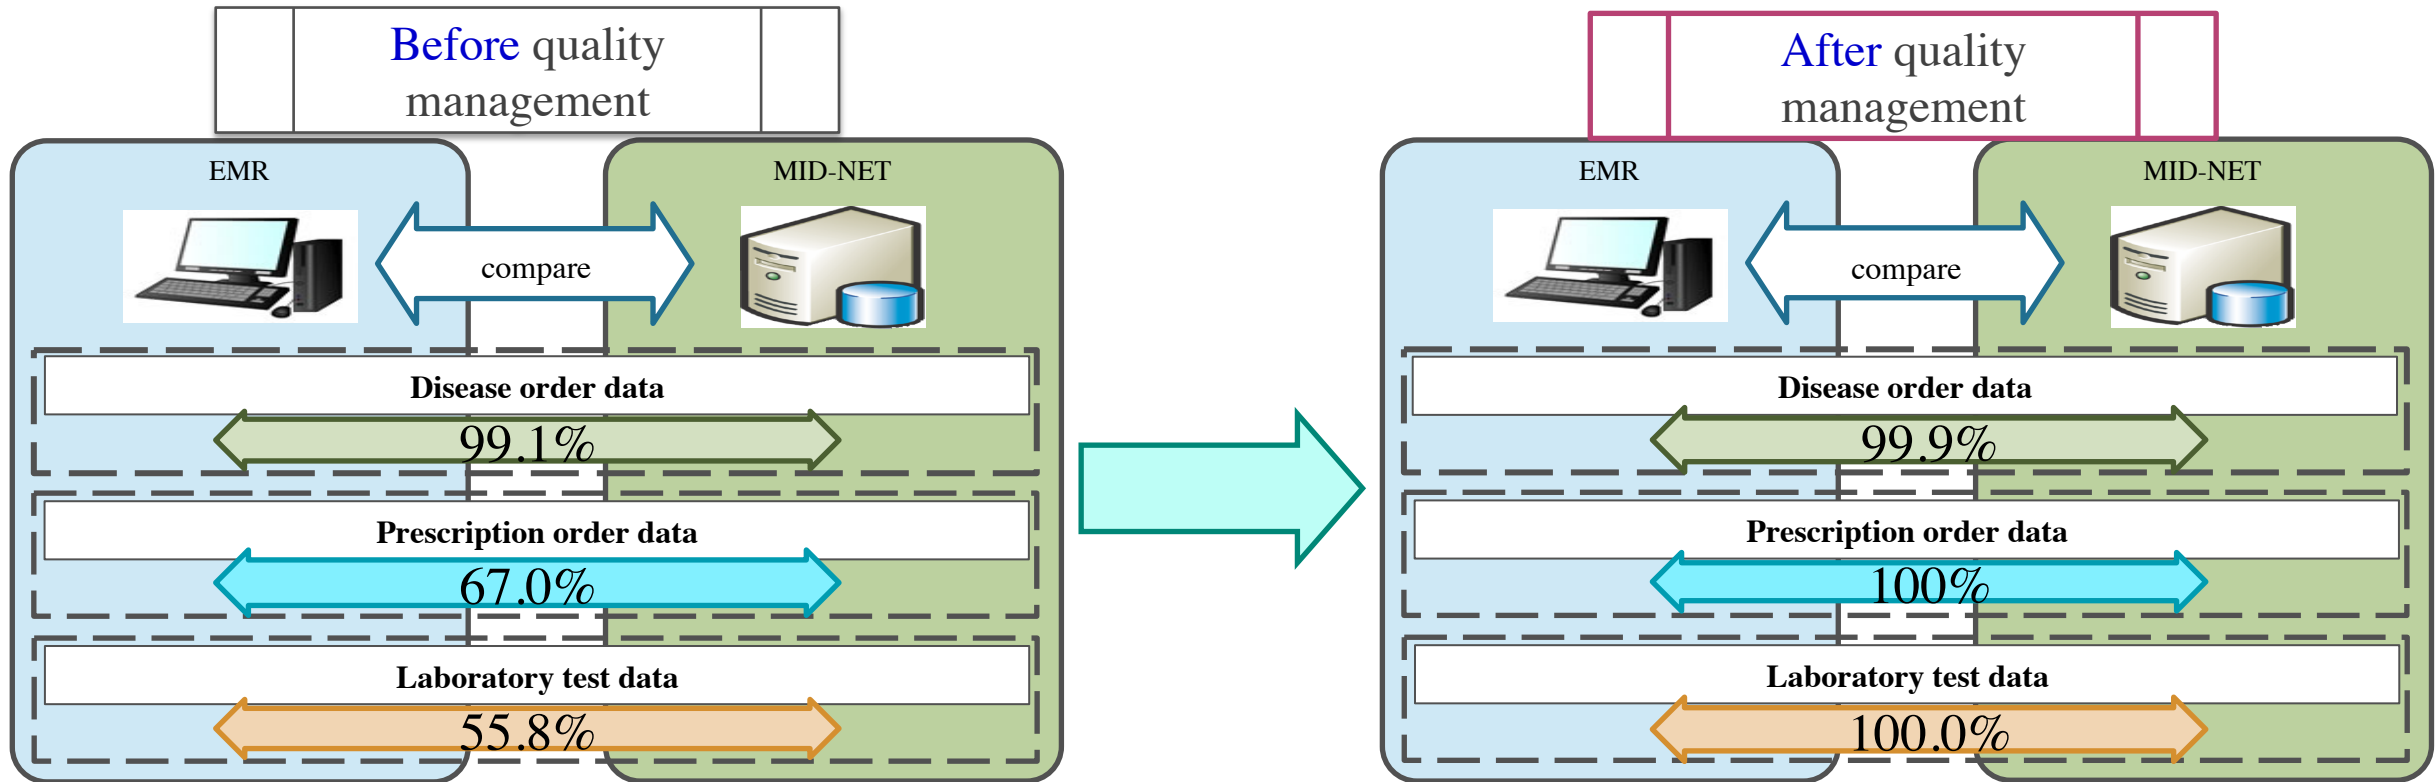 Before quality
management
EMR
MID-NET
compare
Disease order data
99.1%
Prescription order data
67.0%
Laboratory test data
55.8%
After quality
management
EMR
MID-NET
compare
Disease order data
99.9%
Prescription order data
100%
Laboratory test data
100.0%